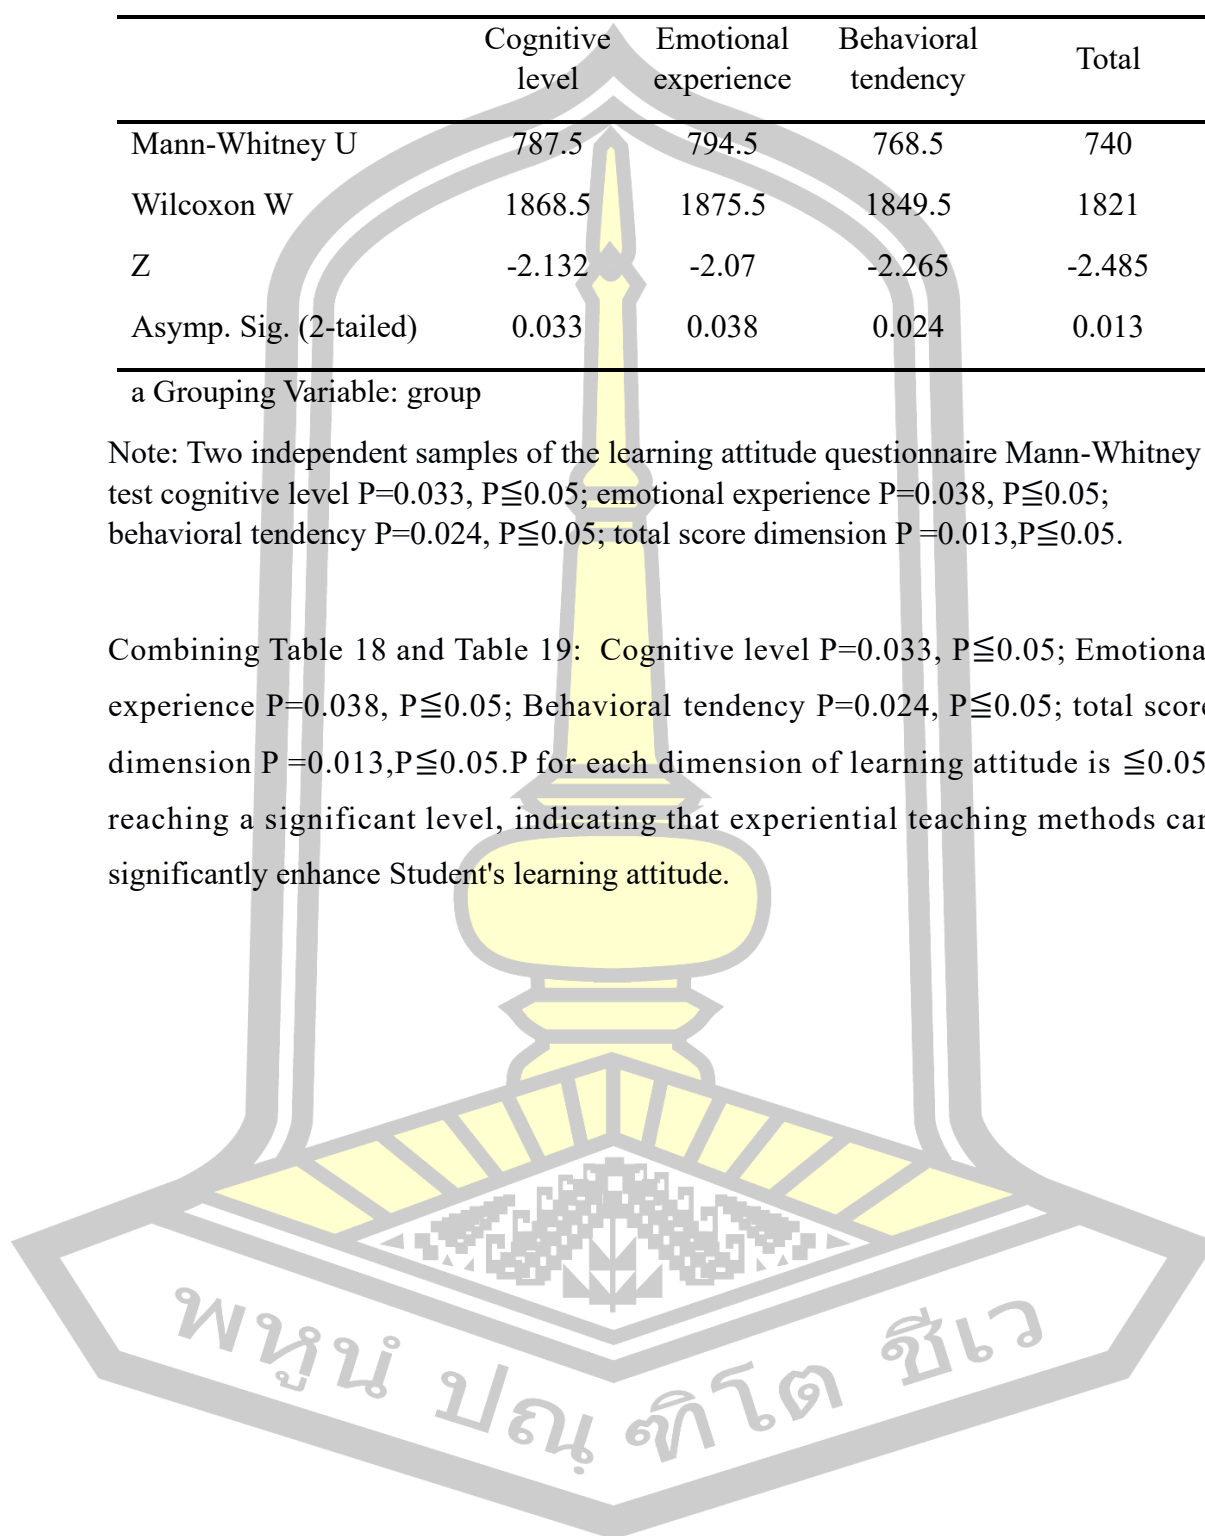 Cognitive Emotional Behavioral Total
level experience tendency
Mann-Whitney U 787.5 794.5 768.5 740
Wilcoxon W 1868.5 1875.5 1849.5 1821
Z -2.132 -2.07 -2.265 -2.485
Asymp. Sig. (2-tailed) 0.033 0.038 0.024 0.013
a Grouping Variable: group
Note: Two independent samples of the learning attitude questionnaire Mann-Whitney
test cognitive level P=0.033, P≦0.05; emotional experience P=0.038, P≦0.05;
behavioral tendency P=0.024, P≦0.05; total score dimension P =0.013,P≦0.05.
Combining Table 18 and Table 19: Cognitive level P=0.033, P≦0.05; Emotiona
experience P=0.038, P≦0.05; Behavioral tendency P=0.024, P≦0.05; total score
dimension P =0.013,P≦0.05.P for each dimension of learning attitude is ≦0.05
reaching a significant level, indicating that experiential teaching methods can
significantly enhance Student's learning attitude.
พหูนํ ปณฺฑิโต ชีเว